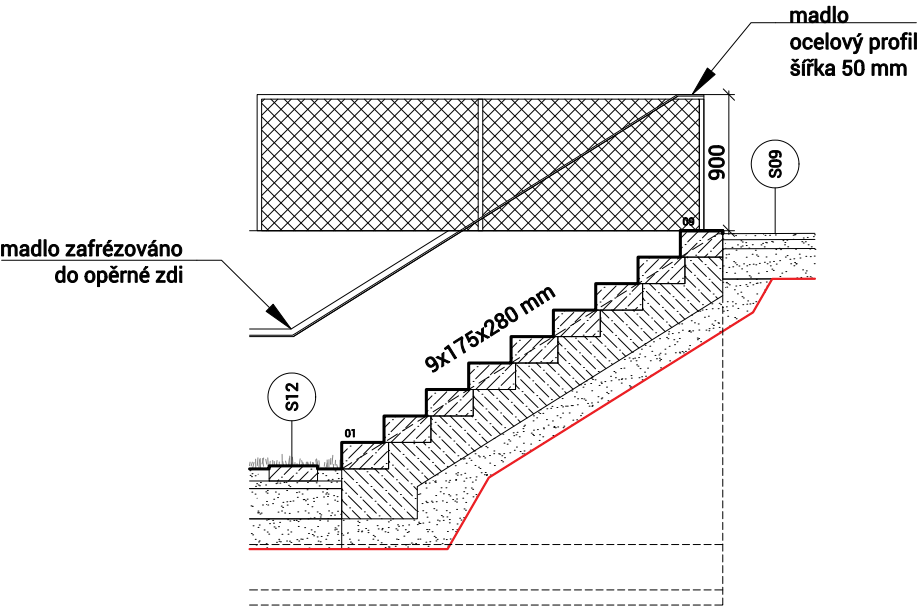 madlo
ocelový profil
šířka 50 mm
900
S09
09
madlo zafrézováno
do opěrné zdi
9x175x280 mm
S12
01